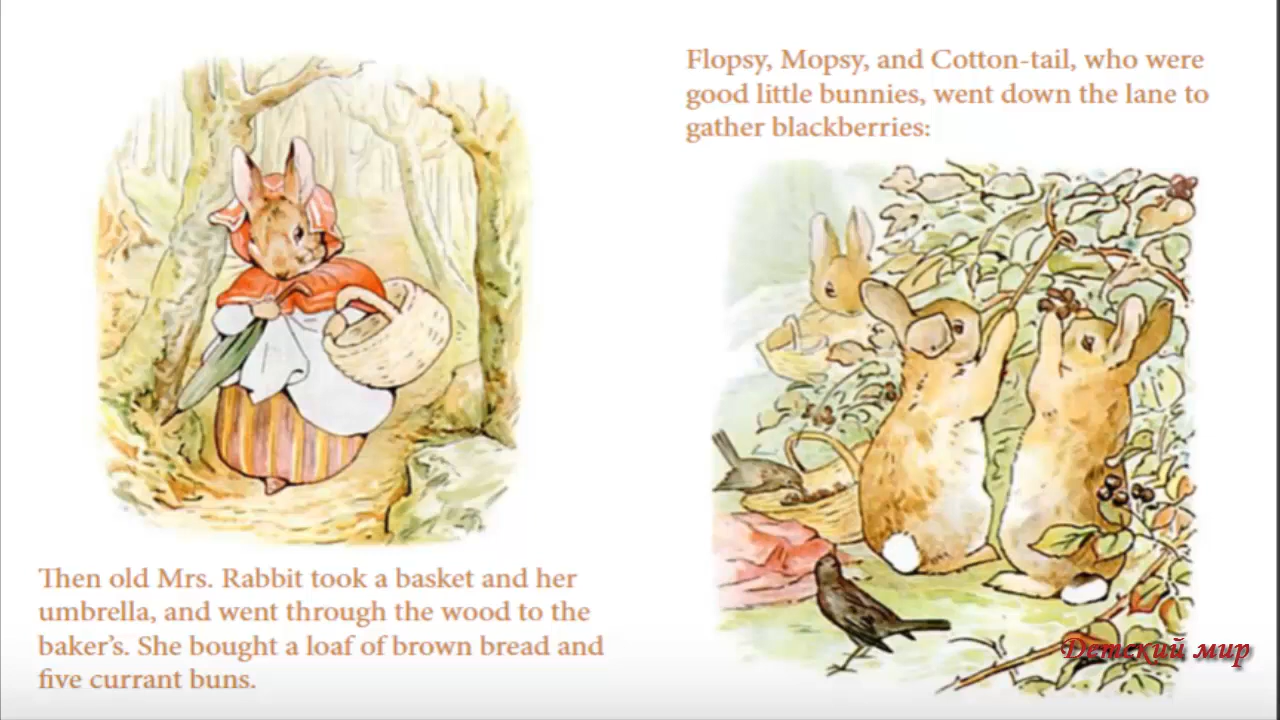 Then old Mrs. Rabbit took a basket and her
umbrella, and went through the wood to the
baker's. She bought a loaf of brown bread and
five currant buns.
Flopsy, Mopsy, and Cotton-tail, who were
good little bunnies, went down the lane to
gather blackberries:
Детский мир